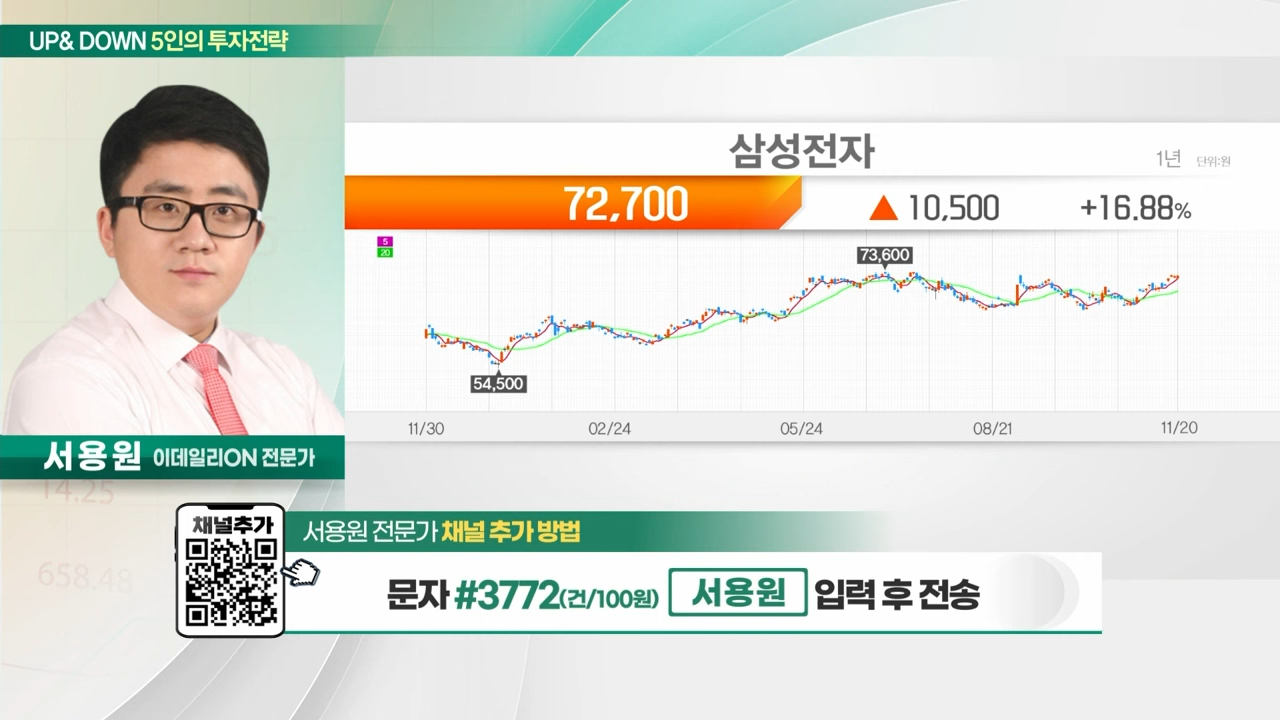 UP& DOWN 5인의 투자전략
삼성전자
1년 단위:원
72,700 ▲ 10,500 +16.88%
5
20
73,600
54,500
11/30 02/24 05/24 08/21 11/20
서용원 이데일리ON 전문가
14.25
658.48
채널추가
서용원 전문가 채널 추가 방법
문자 #3772(건/100원) 서용원 입력 후 전송